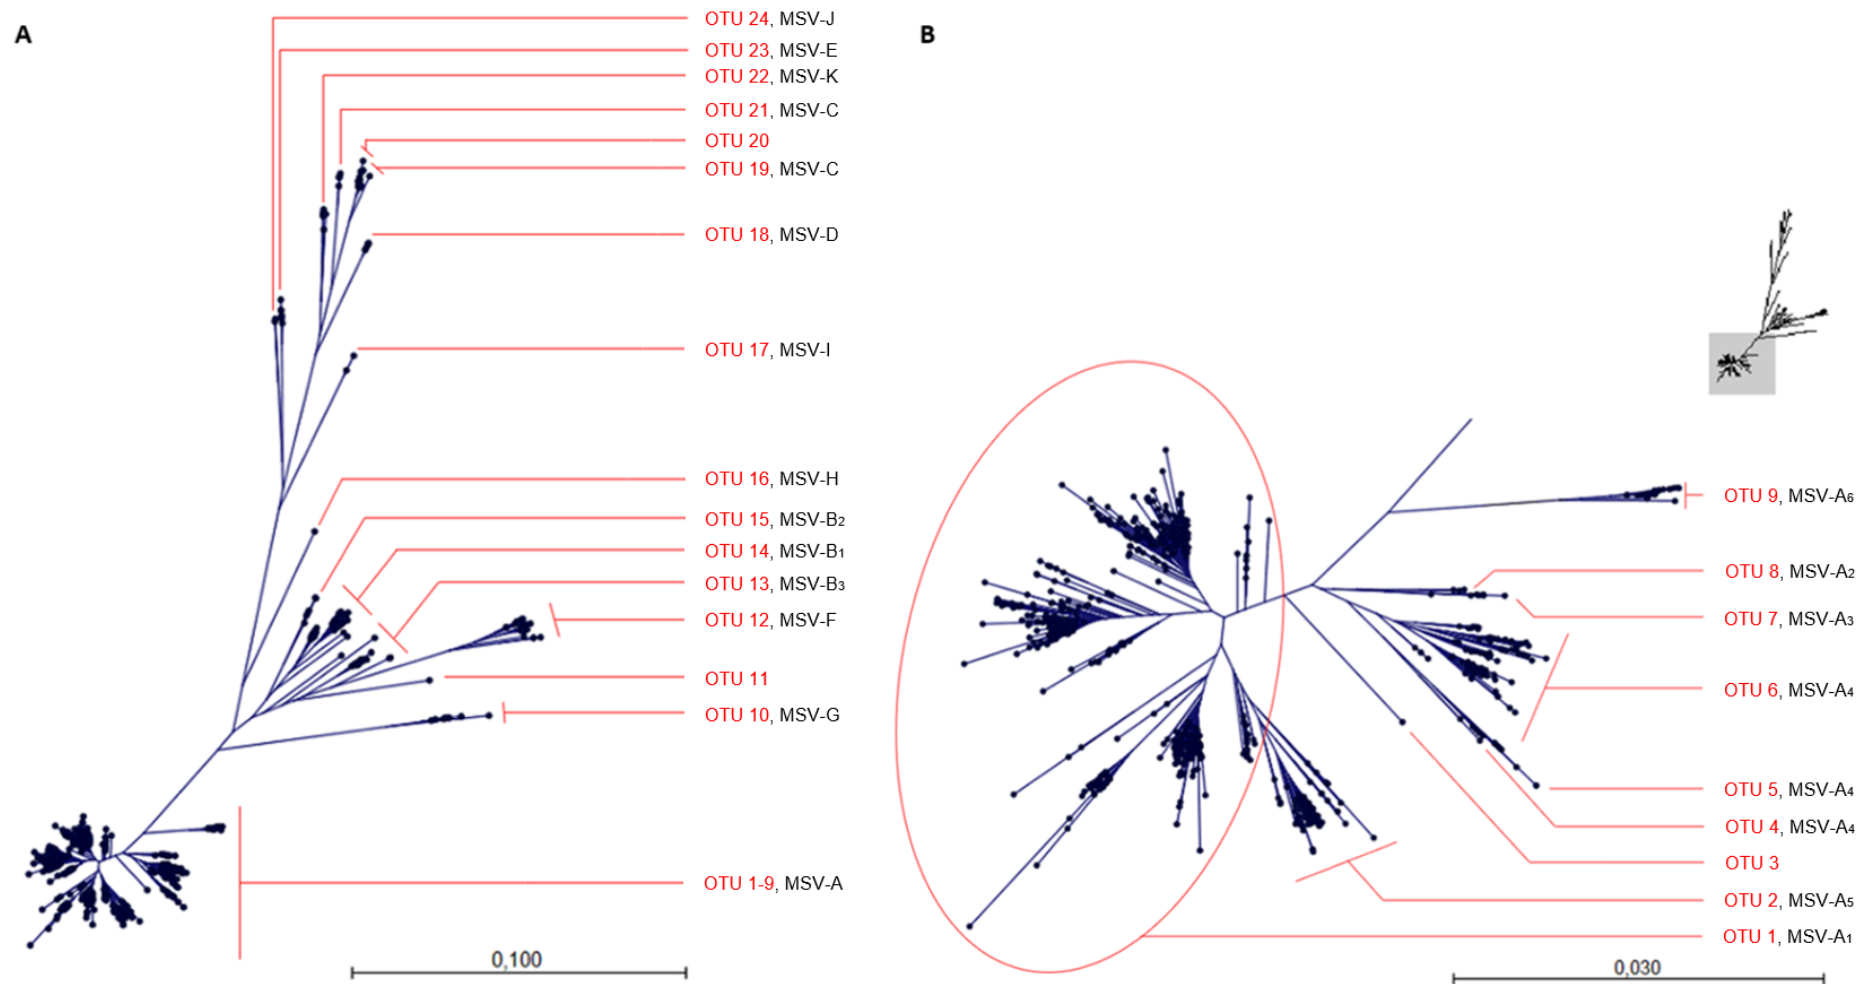 A
OTU 24, MSV-J
OTU 23, MSV-E
OTU 22, MSV-K
OTU 21, MSV-C
OTU 20
OTU 19, MSV-C
OTU 18, MSV-D
OTU 17, MSV-I
OTU 16, MSV-H
OTU 15, MSV-B2
OTU 14, MSV-B1
OTU 13, MSV-B3
OTU 12, MSV-F
OTU 11
OTU 10, MSV-G
OTU 1-9, MSV-A
0,100
B
OTU 9, MSV-A6
OTU 8, MSV-A2
OTU 7, MSV-A3
OTU 6, MSV-A4
OTU 5, MSV-A4
OTU 4, MSV-A4
OTU 3
OTU 2, MSV-A5
OTU 1, MSV-A1
0,030